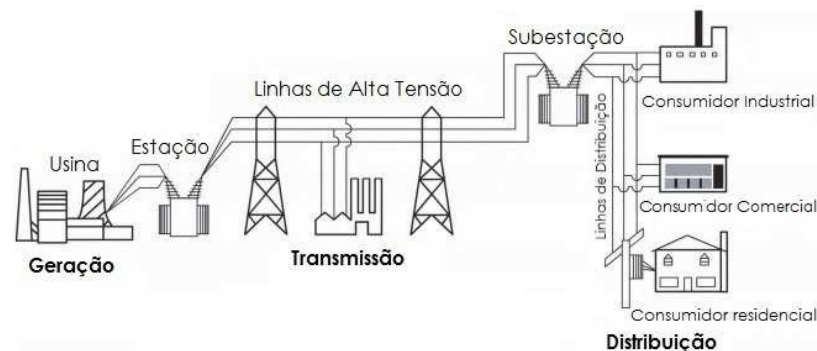 Usina
Estação
Linhas de Alta Tensão
Subestação
Geração
Transmissão
Linhas de Distribuição
Consumidor Industrial
Consumidor Comercial
Consumidor residencial
Distribuição